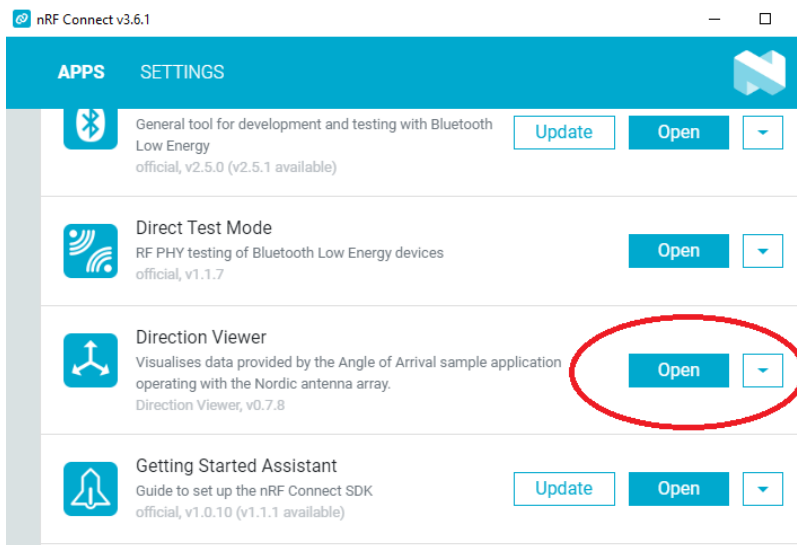 nRF Connect v3.6.1
APPS SETTINGS
General tool for development and testing with Bluetooth
Low Energy
official, v2.5.0 (v2.5.1 available)
Update Open
Direct Test Mode
RF PHY testing of Bluetooth Low Energy devices
official, v1.1.7
Open
Direction Viewer
Visualises data provided by the Angle of Arrival sample application
operating with the Nordic antenna array.
Direction Viewer, v0.7.8
Open
Getting Started Assistant
Guide to set up the nRF Connect SDK
official, v1.0.10 (v1.1.1 available)
Update Open